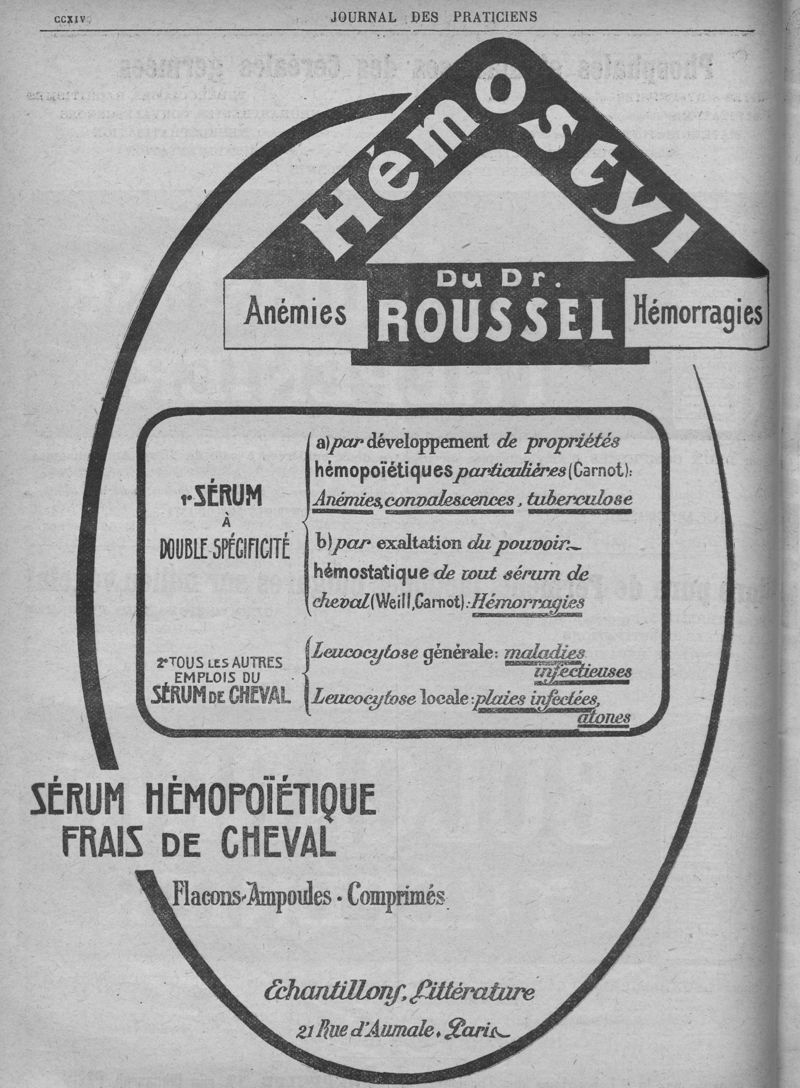 CCXIV
JOURNAL DES PRATICIENS
Hémostyl
Du Dr.
ROUSSEL
Anémies
Hémorragies
1º SÉRUM
À
DOUBLE SPÉCIFICITÉ
a) par développement de propriétés
hémopoïétiques particulières (Carnot):
Anémies, convalescences, tuberculose
b) par exaltation du pouvoir
hémostatique de tout sérum de
cheval (Weill, Carnot): Hémorragies
2º TOUS LES AUTRES
EMPLOIS DU
SÉRUM DE CHEVAL
Leucocytose générale: maladies
infectieuses
Leucocytose locale: plaies infectées,
atones
SÉRUM HÉMOPOÏÉTIQUE
FRAIS DE CHEVAL
Flacons-Ampoules - Comprimés
Echantillons, Littérature
21 Rue d'Aumale, Paris